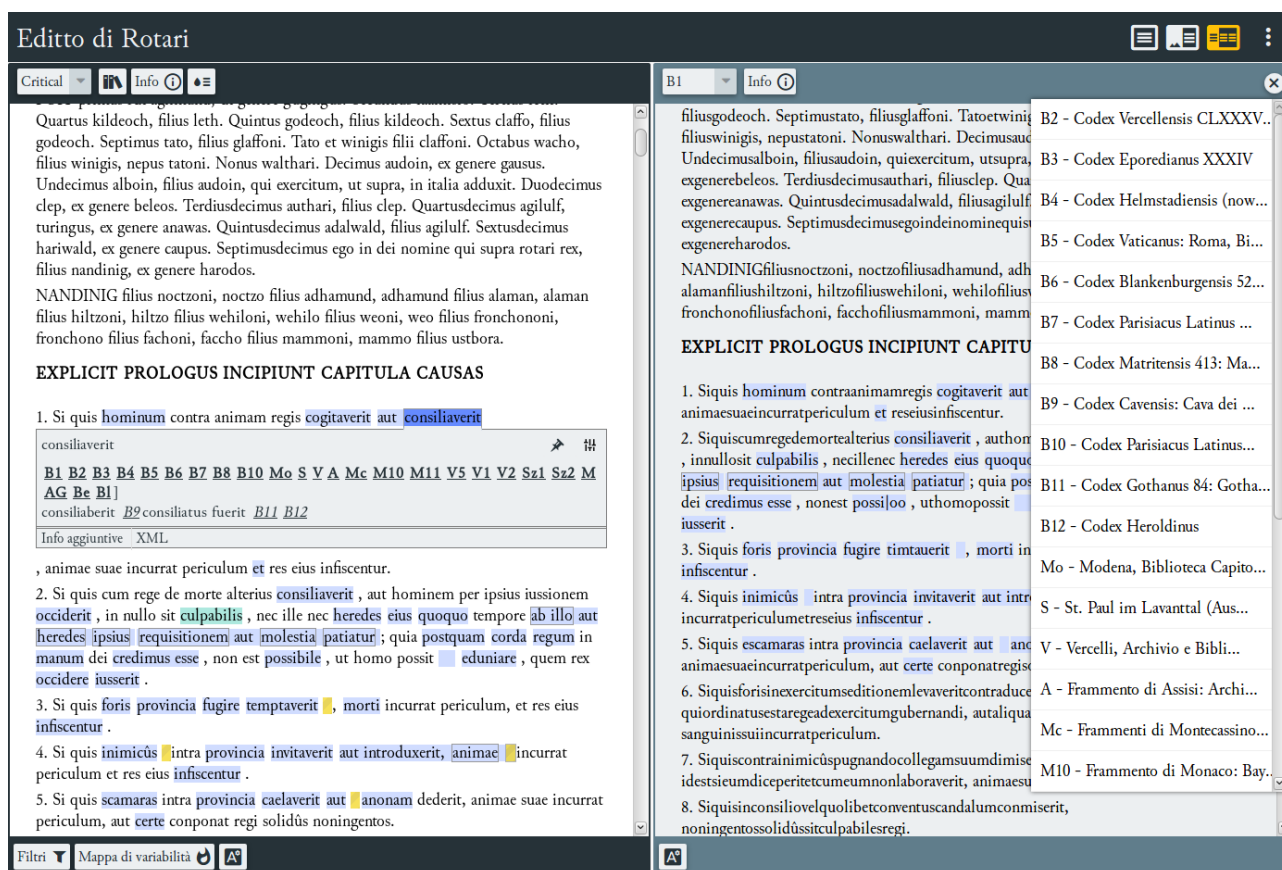 Editto di Rotari
Critical
Info
Quartus kildeoch, filius leth. Quintus godeoch, filius kildeoch. Sextus claffo, filius
godeoch. Septimus tato, filius glaffoni. Tato et winigis filii claffoni. Octabus wacho,
filius winigis, nepus tatoni. Nonus walthari. Decimus audoin, ex genere gausus.
Undecimus alboin, filius audoin, qui exercitum, ut supra, in italia adduxit. Duodecimus
clep, ex genere beleos. Terdiusdecimus authari, filius clep. Quartusdecimus agilulf,
turingus, ex genere anawas. Quintusdecimus adalwald, filius agilulf. Sextusdecimus
hariwald, ex genere caupus. Septimusdecimus ego in dei nomine qui supra rotari rex,
filius nandinig, ex genere harodos.
NANDINIG filius noctzoni, noctzo filius adhamund, adhamund filius alaman, alaman
filius hiltzoni, hiltzo filius wehiloni, wehilo filius weoni, weo filius fronchononi,
fronchono filius fachoni, faccho filius mammoni, mammo filius ustbora.
EXPLICIT PROLOGUS INCIPIUNT CAPITULA CAUSAS
1. Si quis hominum contra animam regis cogitaverit aut consiliaverit
consiliaverit
B1 B2 B3 B4 B5 B6 B7 B8 B10 Mo S V A Mc M10 M11 V5 V1 V2 Sz1 Sz2 M
AG Be Bl]
consiliaberit B9consiliatus fuerit B11 B12
Info aggiuntive XML
, animae suae incurrat periculum et res eius infiscentur.
2. Si quis cum rege de morte alterius consiliaverit , aut hominem per ipsius iussionem
occiderit , in nullo sit culpabilis , nec ille nec heredes eius quoquo tempore ab illo aut
heredes ipsius requisitionem aut molestia patiatur ; quia postquam corda regum in
manum dei credimus esse , non est possibile , ut homo possit eduniare , quem rex
occidere iusserit .
3. Si quis foris provincia fugire temptaverit , morti incurrat periculum, et res eius
infiscentur .
4. Si quis inimicûs intra provincia invitaverit aut introduxerit, animae incurrat
periculum et res eius infiscentur .
5. Si quis scamaras intra provincia caelaverit aut anonam dederit, animae suae incurrat
periculum, aut certe conponat regi solidûs noningentos.
Filtri
Mappa di variabilità
B1
Info
filiusgodeoch. Septimustato, filiusglaffoni. Tatoetwinig
filiuswinigis, nepustatoni. Nonuswalthari. Decimusaud
Undecimusalboin, filiusaudoin, quiexercitum, utsupra,
exgenerebeleos. Terdiusdecimusauthari, filiusclep. Qua
exgenereanawas. Quintusdecimusadalwald, filiusagilulf
exgenerecaupus. Septimusdecimusegoindeinominequisu
exgenereharodos.
NANDINIGfiliusnoctzoni, noctzofiliusadhamund, adh
alamanfiliushiltzoni, hiltzofiliuswehiloni, wehilofiliusw
fronchonofiliusfachoni, facchofiliusmammoni, mamm
EXPLICIT PROLOGUS INCIPIUNT CAPITU
1. Siquis hominum contraanimamregis cogitaverit aut
animaesuaeincurratpericulum et reseiusinfiscentur.
2. Siquiscumregedemortealterius consiliaverit , authom
, innullosit culpabilis , necillenec heredes eius quoquo
ipsius requisitionem aut molestia patiatur ; quia pos
dei credimus esse , nonest possi|oo , uthomopossit
iusserit .
3. Siquis foris provincia fugire timtauerit , morti in
infiscentur .
4. Siquis inimicûs intra provincia invitaverit aut intro
incurratpericulumetreseius infiscentur .
5. Siquis escamaras intra provincia caelaverit aut ano
animaesuaeincurratpericulum, aut certe conponatregiso
6. Siquisforisinexercitumseditionemlevaveritcontraduce
quiordinatusestaregeadexercitumgubernandi, autaliqua
sanguinissuiincurratpericulum.
7. Siquiscontrainimicûspugnandocollegamsuumdimise
idestsieumdiceperitetcumeumnonlaboraverit, animaesu
8. Siquisinconsiliovelquolibetconventuscandalumconmiserit,
noningentossolidûssitculpabilesregi.
B2 - Codex Vercellensis CLXXXV..
B3 - Codex Eporedianus XXXIV
B4 - Codex Helmstadiensis (now...
B5 - Codex Vaticanus: Roma, Bi...
B6 - Codex Blankenburgensis 52...
B7 - Codex Parisiacus Latinus ...
B8 - Codex Matritensis 413: Ma...
B9 - Codex Cavensis: Cava dei ...
B10 - Codex Parisiacus Latinus...
B11 - Codex Gothanus 84: Gotha...
B12 - Codex Heroldinus
Mo - Modena, Biblioteca Capito...
S - St. Paul im Lavanttal (Aus...
V - Vercelli, Archivio e Bibli...
A - Frammento di Assisi: Archi...
Mc - Frammenti di Montecassino...
M10 - Frammento di Monaco: Bay...